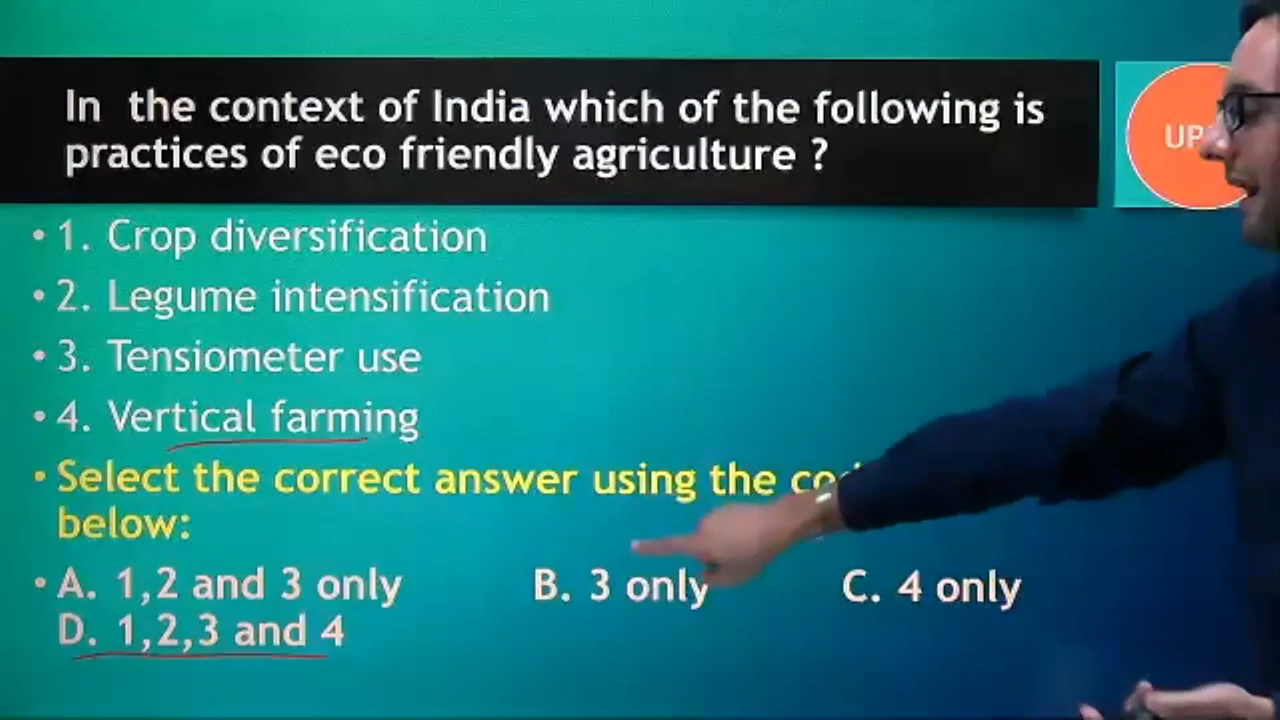 In the context of India which of the following is
practices of eco friendly agriculture ?
UP
• 1. Crop diversification
• 2. Legume intensification
• 3. Tensiometer use
• 4. Vertical farming
• Select the correct answer using the
below:
• A. 1,2 and 3 only B. 3 only C. 4 only
D. 1,2,3 and 4